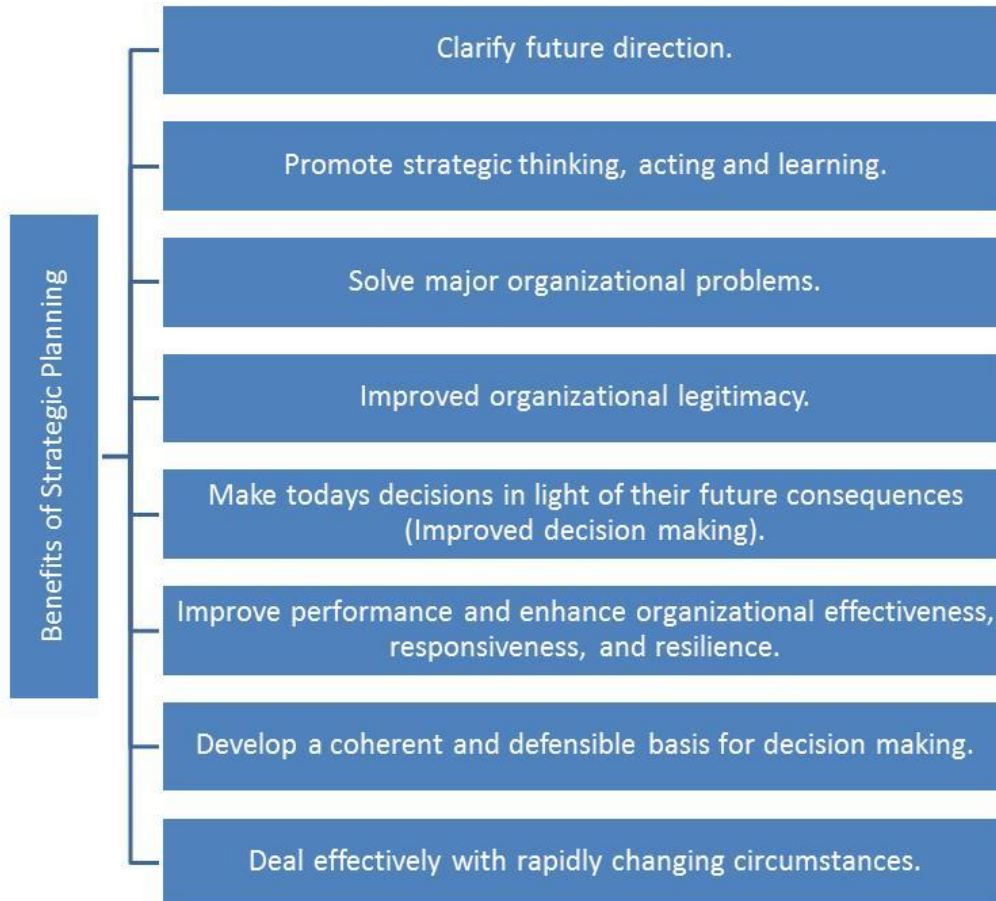 Benefits of Strategic Planning
Clarify future direction.
Promote strategic thinking, acting and learning.
Solve major organizational problems.
Improved organizational legitimacy.
Make todays decisions in light of their future consequences
(Improved decision making).
Improve performance and enhance organizational effectiveness,
responsiveness, and resilience.
Develop a coherent and defensible basis for decision making.
Deal effectively with rapidly changing circumstances.